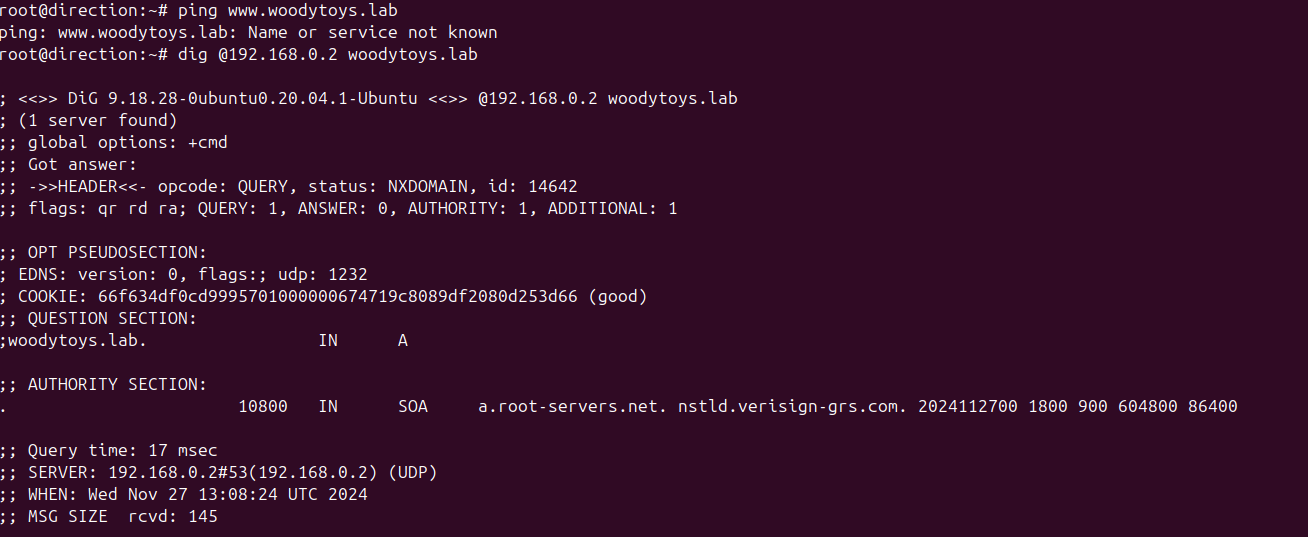 root@direction:~# ping www.woodytoys.lab
ping: www.woodytoys.lab: Name or service not known
root@direction:~# dig @192.168.0.2 woodytoys.lab
; <<>> DiG 9.18.28-0ubuntu0.20.04.1-Ubuntu <<>> @192.168.0.2 woodytoys.lab
; (1 server found)
;; global options: +cmd
;; Got answer:
;; ->>HEADER<<- opcode: QUERY, status: NXDOMAIN, id: 14642
;; flags: qr rd ra; QUERY: 1, ANSWER: 0, AUTHORITY: 1, ADDITIONAL: 1
;; OPT PSEUDOSECTION:
; EDNS: version: 0, flags:; udp: 1232
; COOKIE: 66f634df0cd9995701000000674719c8089df2080d253d66 (good)
;; QUESTION SECTION:
;woodytoys.lab. IN A
;; AUTHORITY SECTION:
. 10800 IN SOA a.root-servers.net. nstld.verisign-grs.com. 2024112700 1800 900 604800 86400
;; Query time: 17 msec
;; SERVER: 192.168.0.2#53(192.168.0.2) (UDP)
;; WHEN: Wed Nov 27 13:08:24 UTC 2024
;; MSG SIZE rcvd: 145